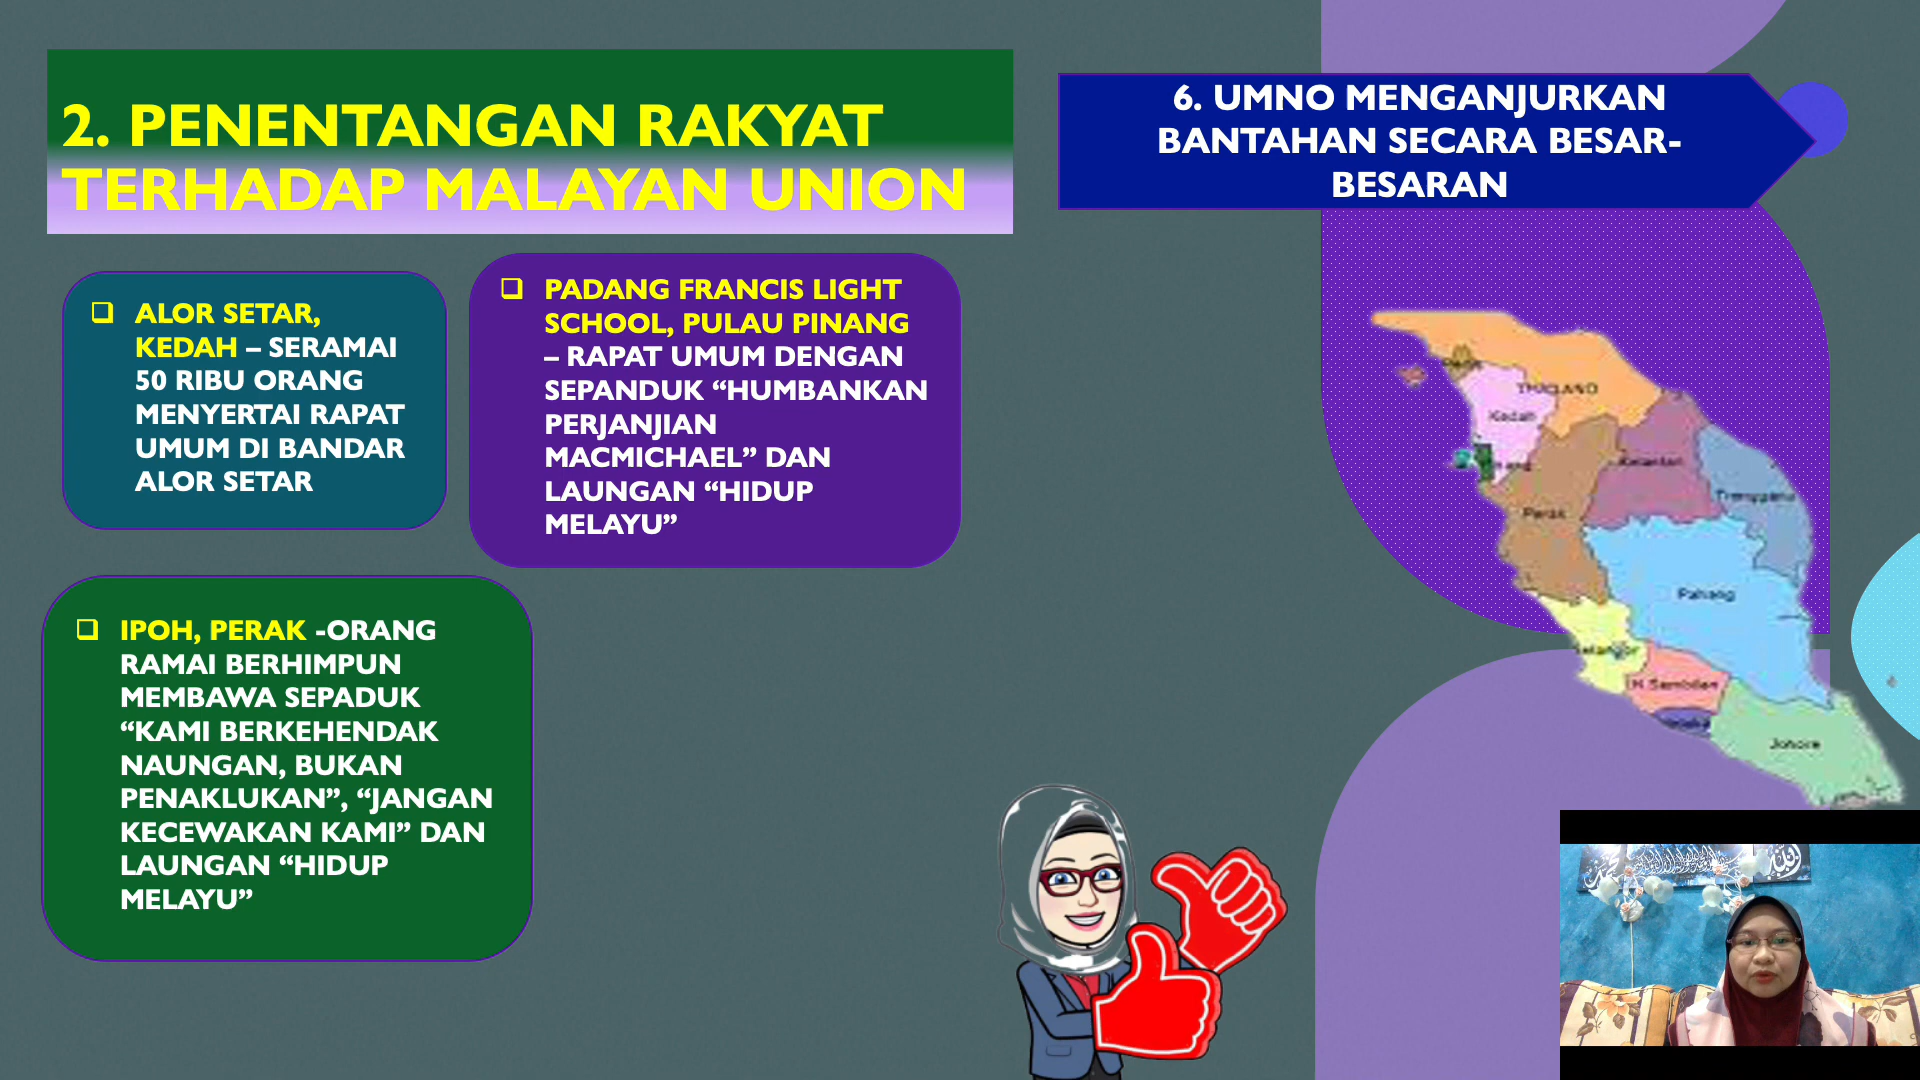 2. PENENTANGAN RAKYAT
TERHADAP MALAYAN UNION
6. UMNO MENGANJURKAN
BANTAHAN SECARA BESAR-
BESARAN
ALOR SETAR,
KEDAH – SERAMAI
50 RIBU ORANG
MENYERTAI RAPAT
UMUM DI BANDAR
ALOR SETAR
PADANG FRANCIS LIGHT
SCHOOL, PULAU PINANG
– RAPAT UMUM DENGAN
SEPANDUK “HUMBANKAN
PERJANJIAN
MACMICHAEL” DAN
LAUNGAN “HIDUP
MELAYU”
IPOH, PERAK -ORANG
RAMAI BERHIMPUN
MEMBAWA SEPADUK
“KAMI BERKEHENDAK
NAUNGAN, BUKAN
PENAKLUKAN”, “JANGAN
KECEWAKAN KAMI” DAN
LAUNGAN “HIDUP
MELAYU”
THAILAND
Kedah
Kelantan
Perak
Pahang
Selangor
N.Sembilan
Johore